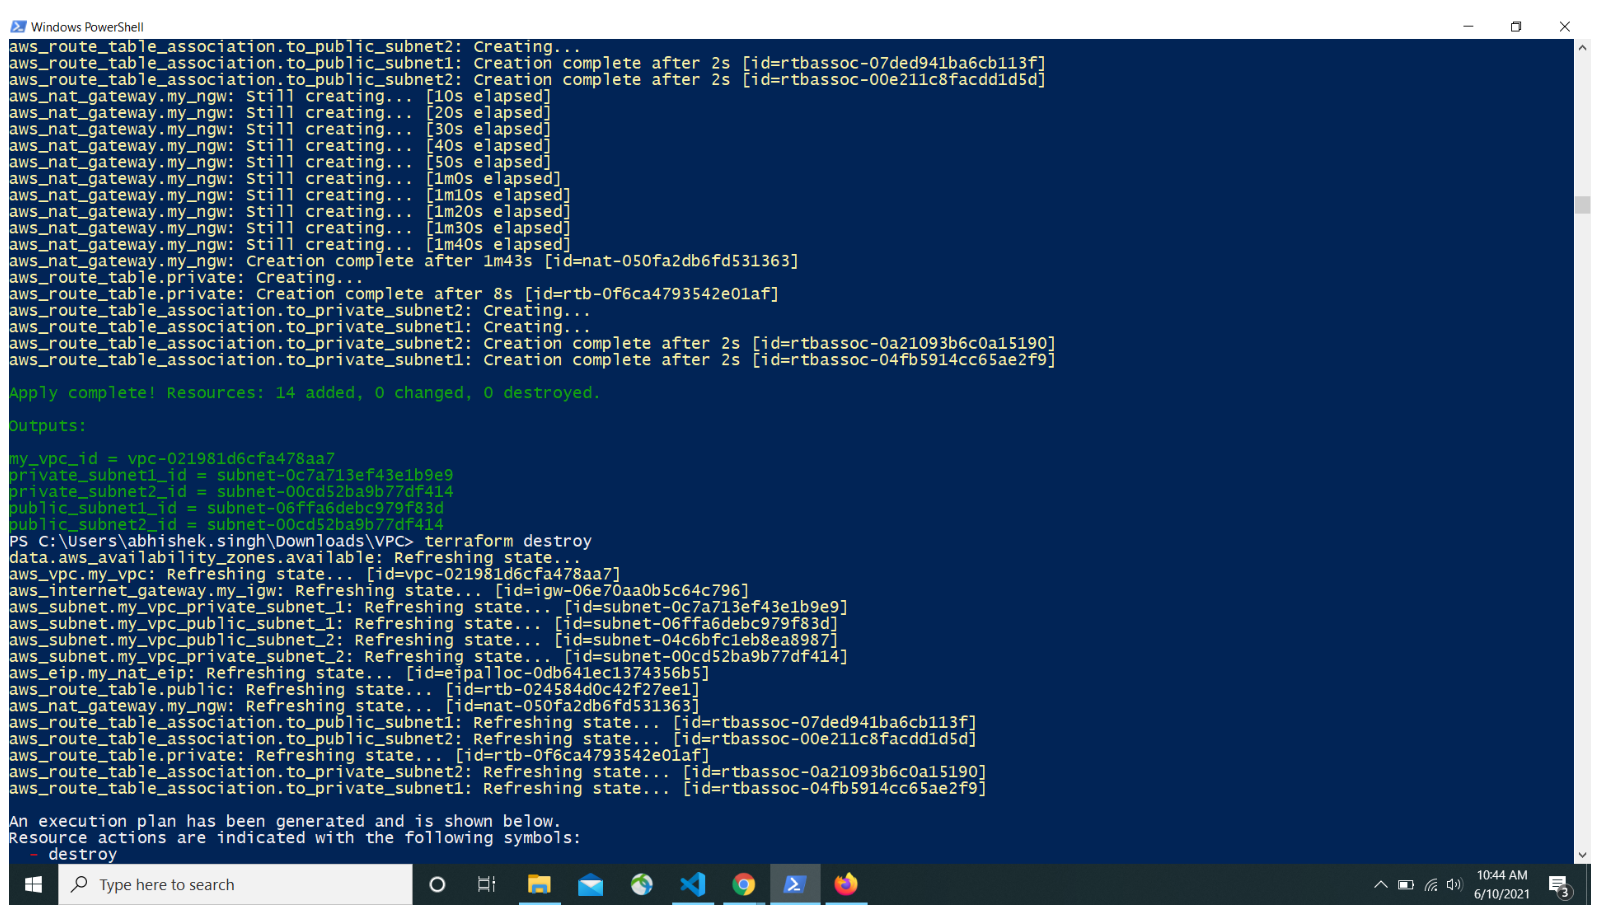 Windows PowerShell
aws_route_table_association.to_public_subnet2: Creating...
aws_route_table_association.to_public_subnet1: Creation complete after 2s [id=rtbassoc-07ded941ba6cb113f]
aws_route_table_association.to_public_subnet2: Creation complete after 2s [id=rtbassoc-00e211c8facdd1d5d]
aws_nat_gateway.my_ngw: Still creating... [10s elapsed]
aws_nat_gateway.my_ngw: Still creating... [20s elapsed]
aws_nat_gateway.my_ngw: Still creating... [30s elapsed]
aws_nat_gateway.my_ngw: Still creating... [40s elapsed]
aws_nat_gateway.my_ngw: Still creating... [50s elapsed]
aws_nat_gateway.my_ngw: Still creating... [1m0s elapsed]
aws_nat_gateway.my_ngw: Still creating... [1m10s elapsed]
aws_nat_gateway.my_ngw: Still creating... [1m20s elapsed]
aws_nat_gateway.my_ngw: Still creating... [1m30s elapsed]
aws_nat_gateway.my_ngw: Still creating... [1m40s elapsed]
aws_nat_gateway.my_ngw: Creation complete after 1m43s [id=nat-050fa2db6fd531363]
aws_route_table.private: Creating...
aws_route_table.private: Creation complete after 8s [id=rtb-0f6ca4793542e01af]
aws_route_table_association.to_private_subnet2: Creating...
aws_route_table_association.to_private_subnet1: Creating...
aws_route_table_association.to_private_subnet2: Creation complete after 2s [id=rtbassoc-0a21093b6c0a15190]
aws_route_table_association.to_private_subnet1: Creation complete after 2s [id=rtbassoc-04fb5914cc65ae2f9]
Apply complete! Resources: 14 added, 0 changed, 0 destroyed.
Outputs:
my_vpc_id = vpc-021981d6cfa478aa7
private_subnet1_id = subnet-0c7a713ef43e1b9e9
private_subnet2_id = subnet-00cd52ba9b77df414
public_subnet1_id = subnet-06ffa6debc979f83d
public_subnet2_id = subnet-00cd52ba9b77df414
PS C:\Users\abhishek.singh\Downloads\VPC> terraform destroy
data.aws_availability_zones.available: Refreshing state...
aws_vpc.my_vpc: Refreshing state... [id=vpc-021981d6cfa478aa7]
aws_internet_gateway.my_igw: Refreshing state... [id=igw-06e70aa0b5c64c796]
aws_subnet.my_vpc_private_subnet_1: Refreshing state... [id=subnet-0c7a713ef43e1b9e9]
aws_subnet.my_vpc_public_subnet_1: Refreshing state... [id=subnet-06ffa6debc979f83d]
aws_subnet.my_vpc_public_subnet_2: Refreshing state... [id=subnet-04c6bfc1eb8ea8987]
aws_subnet.my_vpc_private_subnet_2: Refreshing state... [id=subnet-00cd52ba9b77df414]
aws_eip.my_nat_eip: Refreshing state... [id=eipalloc-0db641ec1374356b5]
aws_route_table.public: Refreshing state... [id=rtb-024584d0c42f27ee1]
aws_nat_gateway.my_ngw: Refreshing state... [id=nat-050fa2db6fd531363]
aws_route_table_association.to_public_subnet1: Refreshing state... [id=rtbassoc-07ded941ba6cb113f]
aws_route_table_association.to_public_subnet2: Refreshing state... [id=rtbassoc-00e211c8facdd1d5d]
aws_route_table.private: Refreshing state... [id=rtb-0f6ca4793542e01af]
aws_route_table_association.to_private_subnet2: Refreshing state... [id=rtbassoc-0a21093b6c0a15190]
aws_route_table_association.to_private_subnet1: Refreshing state... [id=rtbassoc-04fb5914cc65ae2f9]
An execution plan has been generated and is shown below.
Resource actions are indicated with the following symbols:
- destroy
Type here to search
10:44 AM
6/10/2021
3